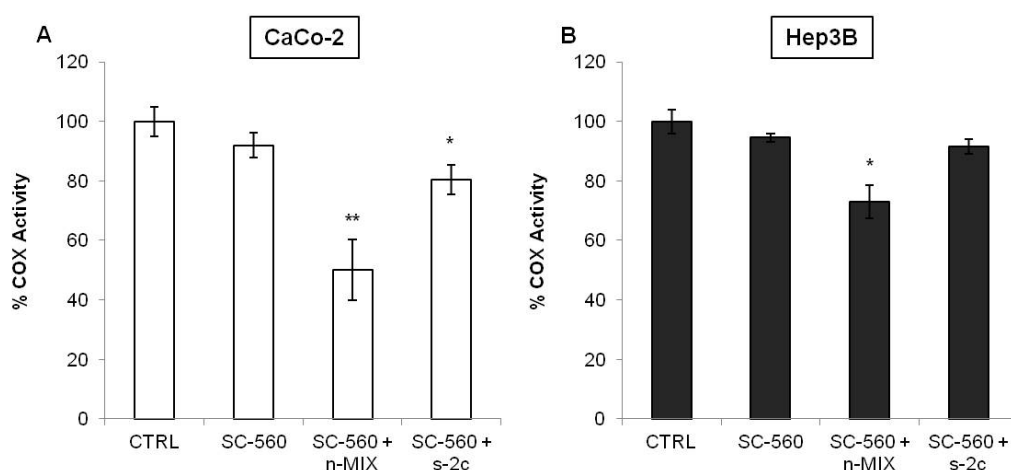 A
CaCo-2
% COX Activity
120
100
80
60
40
20
0
*
**
CTRL
SC-560
SC-560 +
n-MIX
SC-560 +
s-2c
B
Hep3B
% COX Activity
120
100
80
60
40
20
0
*
CTRL
SC-560
SC-560 +
n-MIX
SC-560 +
s-2c